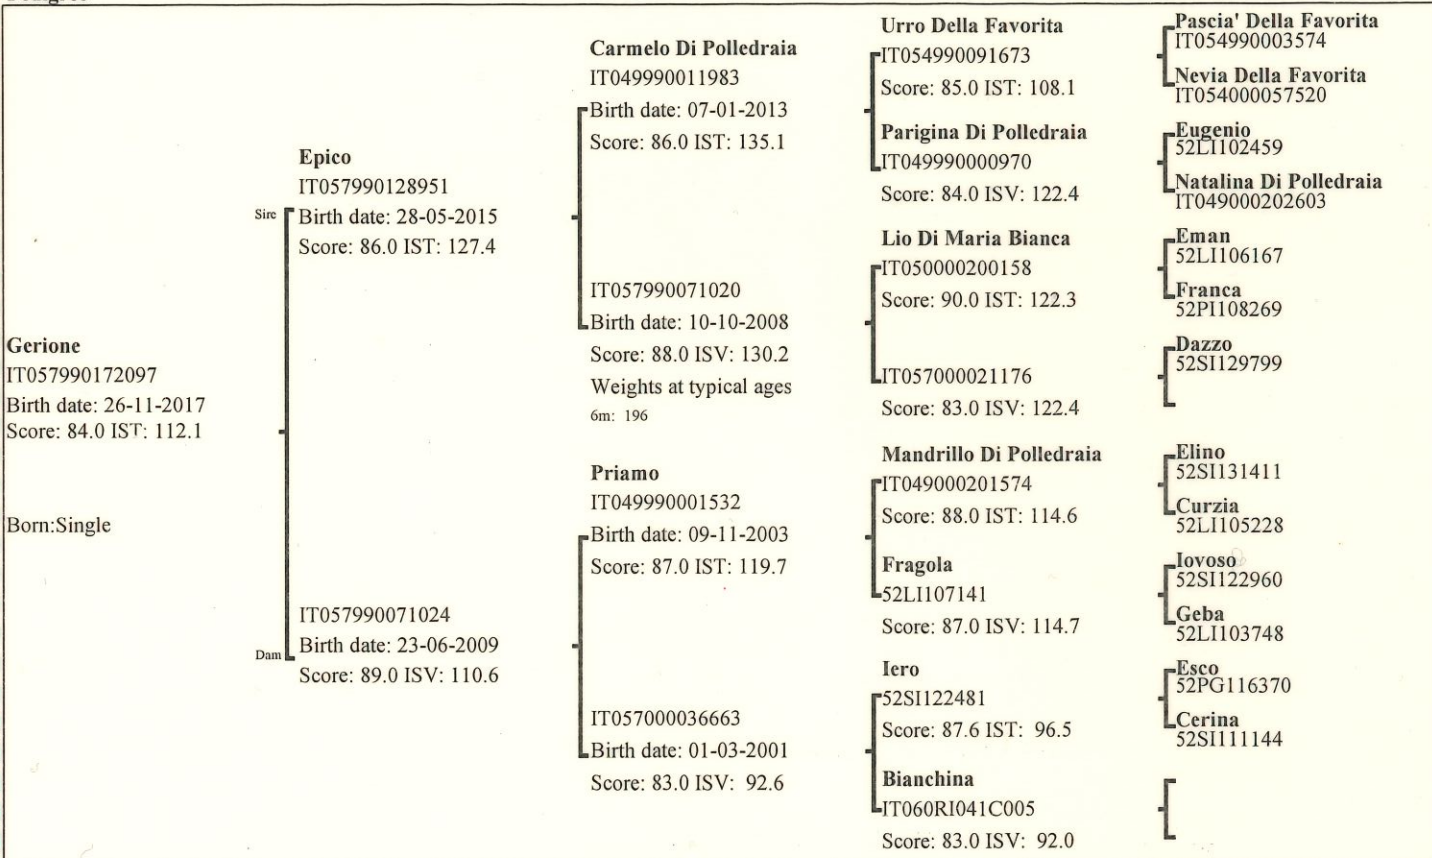 Gerione
IT057990172097
Birth date: 26-11-2017
Score: 84.0 IST: 112.1
Born:Single
Sire
Epico
IT057990128951
Birth date: 28-05-2015
Score: 86.0 IST: 127.4
Dam
IT057990071024
Birth date: 23-06-2009
Score: 89.0 ISV: 110.6
Carmelo Di Polledraia
IT049990011983
Birth date: 07-01-2013
Score: 86.0 IST: 135.1
IT057990071020
Birth date: 10-10-2008
Score: 88.0 ISV: 130.2
Weights at typical ages
6m: 196
Priamo
IT049990001532
Birth date: 09-11-2003
Score: 87.0 IST: 119.7
IT057000036663
Birth date: 01-03-2001
Score: 83.0 ISV: 92.6
Urro Della Favorita
IT054990091673
Score: 85.0 IST: 108.1
Parigina Di Polledraia
IT049990000970
Score: 84.0 ISV: 122.4
Lio Di Maria Bianca
IT050000200158
Score: 90.0 IST: 122.3
IT057000021176
Score: 83.0 ISV: 122.4
Mandrillo Di Polledraia
IT049000201574
Score: 88.0 IST: 114.6
Fragola
52LI107141
Score: 87.0 ISV: 114.7
Iero
52SI122481
Score: 87.6 IST: 96.5
Bianchina
IT060RI041C005
Score: 83.0 ISV: 92.0
Pascia' Della Favorita
IT054990003574
Nevia Della Favorita
IT054000057520
Eugenio
52LI102459
Natalina Di Polledraia
IT049000202603
Eman
52LI106167
Franca
52PI108269
Dazzo
52SI129799
Elino
52SI131411
Curzia
52LI105228
Iovoso
52SI122960
Geba
52LI103748
Esco
52PG116370
Cerina
52SI111144